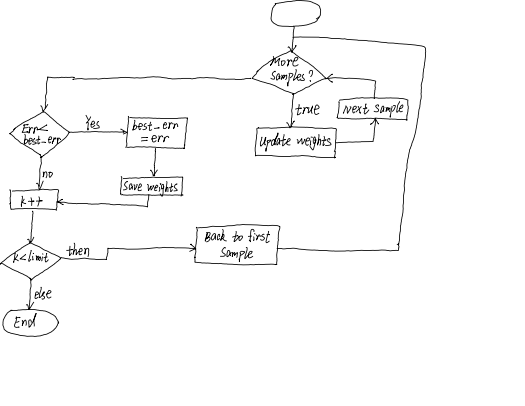 More
samples?
true
Next sample
update weights
Err<
best_err
Yes
best_err
=err
no
Save weights
k++
k<limit
then
Back to first
Sample
else
End